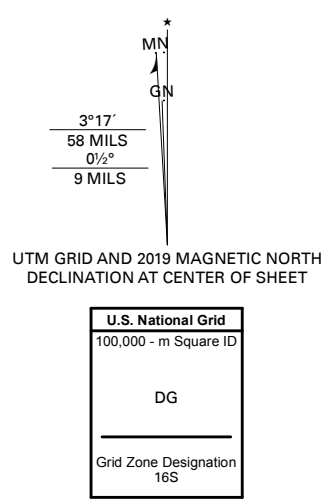 ★
MN
GN
3°17´
58 MILS
0½°
9 MILS
UTM GRID AND 2019 MAGNETIC NORTH
DECLINATION AT CENTER OF SHEET
U.S. National Grid
100,000 - m Square ID
DG
Grid Zone Designation
16S